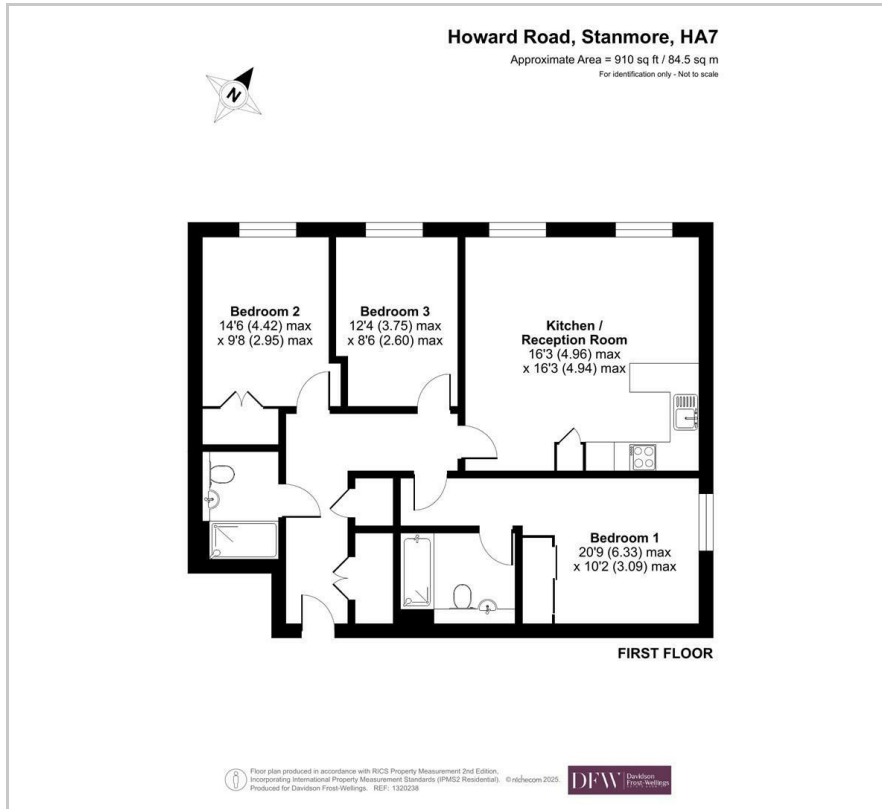 Howard Road, Stanmore, HA7
Approximate Area = 910 sq ft / 84.5 sq m
For identification only - Not to scale
N
Bedroom 2
14'6 (4.42) max
x 9'8 (2.95) max
Bedroom 3
12'4 (3.75) max
x 8'6 (2.60) max
Kitchen /
Reception Room
16'3 (4.96) max
x 16'3 (4.94) max
Bedroom 1
20'9 (6.33) max
x 10'2 (3.09) max
FIRST FLOOR
Floor plan produced in accordance with RICS Property Measurement 2nd Edition,
Incorporating International Property Measurement Standards (IPMS2 Residential). © nichecom 2025.
Produced for Davidson Frost-Wellings. REF: 1320238
DFW
Davidson
Frost-Wellings